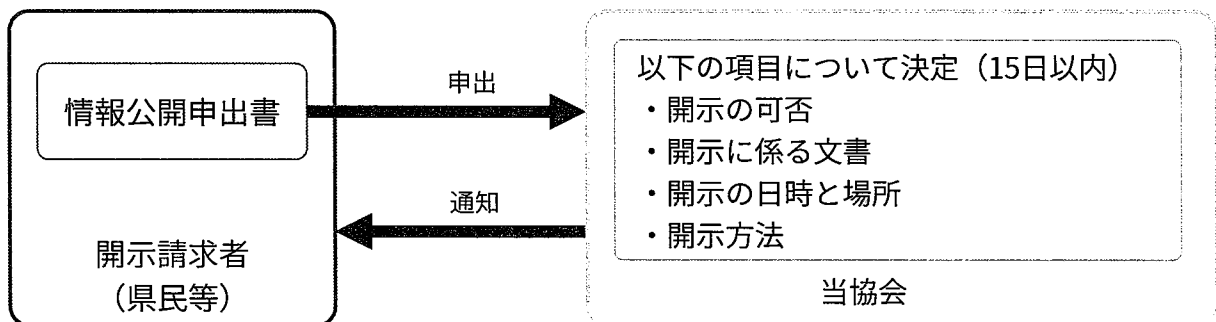 情報公開申出書
開示請求者
（県民等）
申出
通知
以下の項目について決定（15日以内）
・開示の可否
・開示に係る文書
・開示の日時と場所
・開示方法
当協会